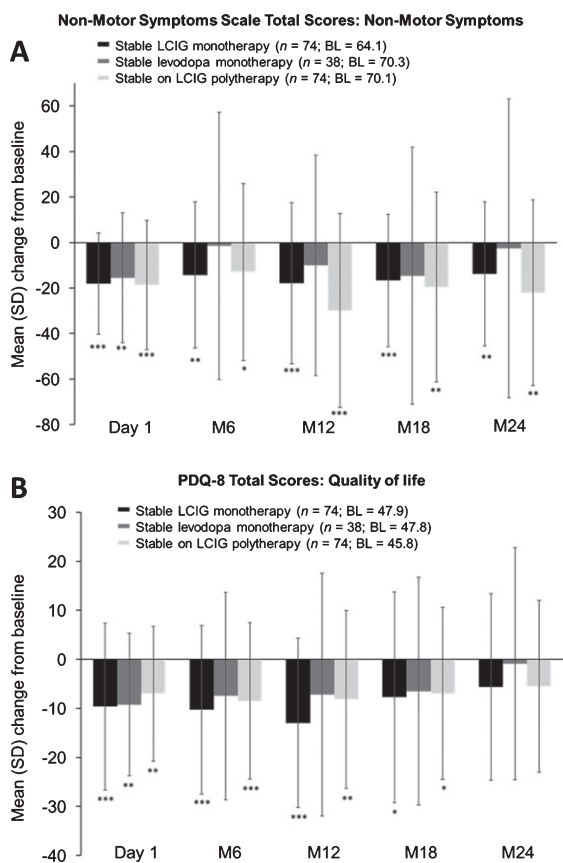 Non-Motor Symptoms Scale Total Scores: Non-Motor Symptoms
A
Stable LCIG monotherapy (n = 74; BL = 64.1)
Stable levodopa monotherapy (n = 38; BL = 70.3)
Stable on LCIG polytherapy (n = 74; BL = 70.1)
Mean (SD) change from baseline
60
40
20
0
-20
-40
-60
-80
*** ** ***
** *
*** ***
*** **
** **
Day 1 M6 M12 M18 M24
B
PDQ-8 Total Scores: Quality of life
Stable LCIG monotherapy (n = 74; BL = 47.9)
Stable levodopa monotherapy (n = 38; BL = 47.8)
Stable on LCIG polytherapy (n = 74; BL = 45.8)
Mean (SD) change from baseline
30
20
10
0
-10
-20
-30
-40
*** ** **
*** ***
*** **
* *
Day 1 M6 M12 M18 M24